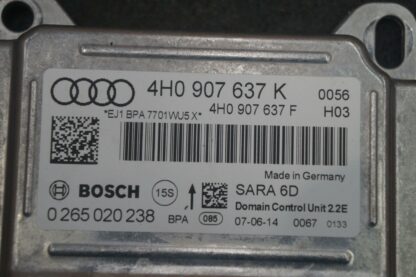 4H0 907 637 K 0056
4H0 907 637 F H03
*EJ1 BPA 7701WU5 X*
Made in Germany
BOSCH 15S SARA 6D
Domain Control Unit 2.2E
0 265 020 238 BPA 085 07-06-14 0067 0133